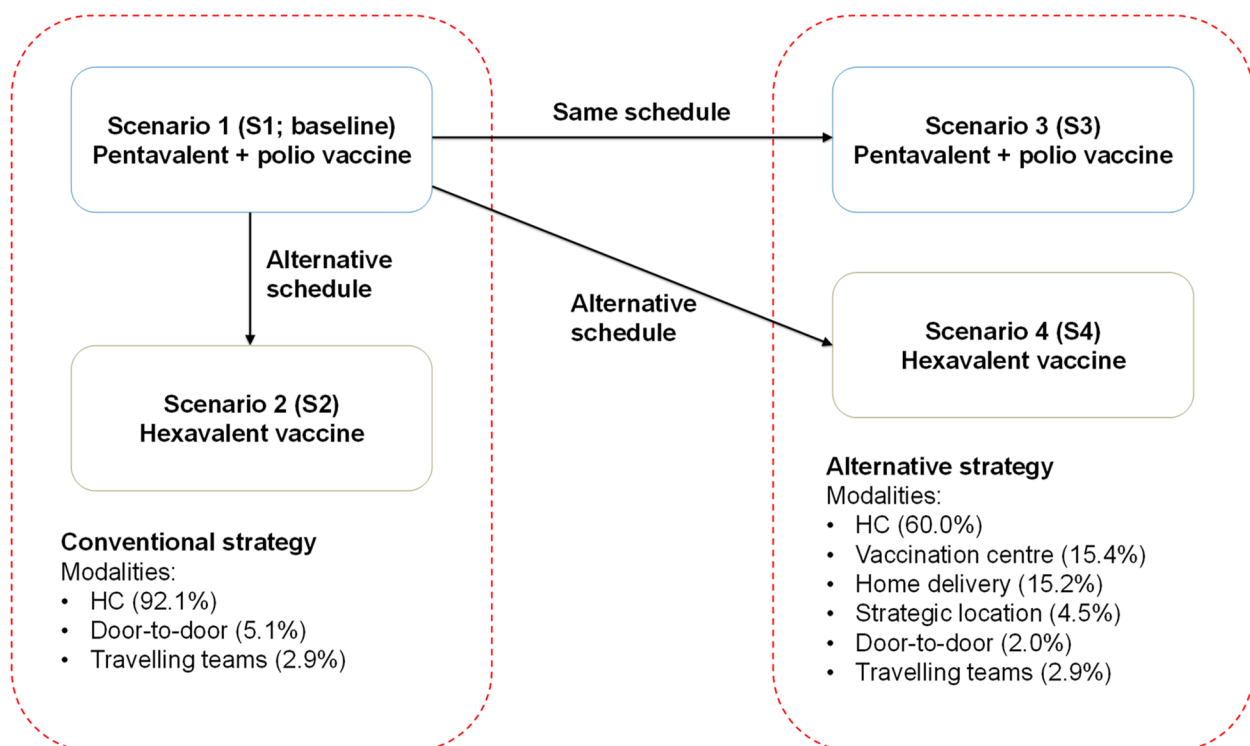 Scenario 1 (S1; baseline)
Pentavalent + polio vaccine
Same schedule
Scenario 3 (S3)
Pentavalent + polio vaccine
Alternative
schedule
Alternative
schedule
Scenario 4 (S4)
Hexavalent vaccine
Scenario 2 (S2)
Hexavalent vaccine
Conventional strategy
Modalities:
• HC (92.1%)
• Door-to-door (5.1%)
• Travelling teams (2.9%)
Alternative strategy
Modalities:
• HC (60.0%)
• Vaccination centre (15.4%)
• Home delivery (15.2%)
• Strategic location (4.5%)
• Door-to-door (2.0%)
• Travelling teams (2.9%)